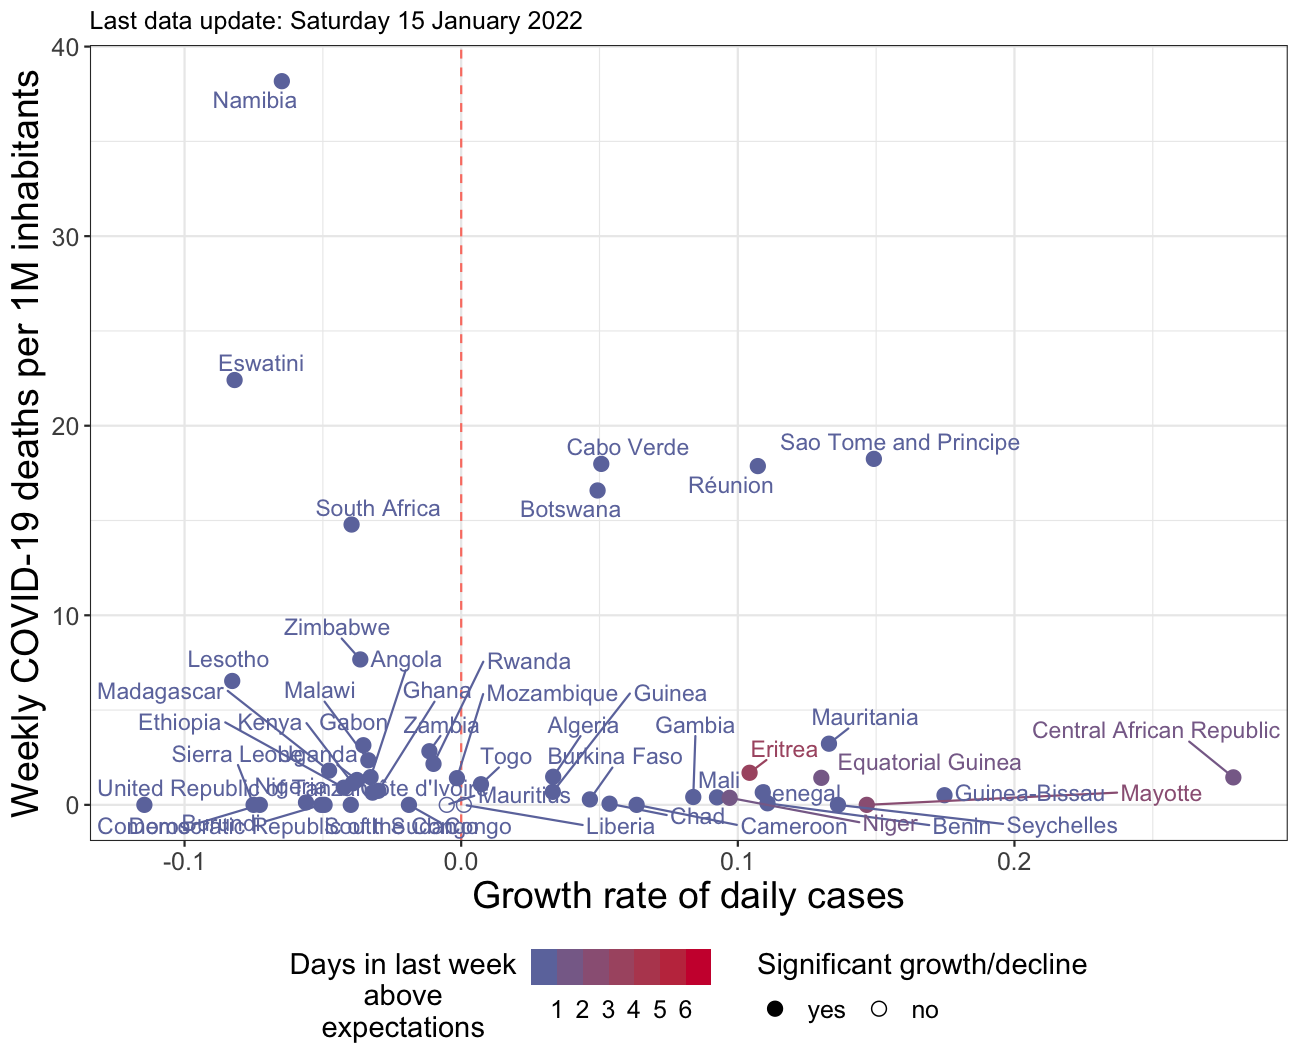 Last data update: Saturday 15 January 2022
Weekly COVID-19 deaths per 1M inhabitants
40
30
20
10
0
Namibia
Eswatini
Cabo Verde
Sao Tome and Principe
Réunion
Botswana
South Africa
Zimbabwe
Lesotho
Angola
Rwanda
Madagascar
Malawi
Ghana
Mozambique
Guinea
Ethiopia
Kenya
Gabon
Zambia
Algeria
Gambia
Mauritania
Central African Republic
Sierra Leone
Uganda
Togo
Burkina Faso
Eritrea
Equatorial Guinea
United Republic of Tanzania
Nigeria
Côte d''Ivoire
Mauritius
Mali
Senegal
Guinea-Bissau
Mayotte
Comoros
Democratic Republic of the Congo
Burundi
South Sudan
Congo
Liberia
Chad
Cameroon
Niger
Benin
Seychelles
-0.1
0.0
0.1
0.2
Growth rate of daily cases
Days in last week
above
expectations
1 2 3 4 5 6
Significant growth/decline
yes
no